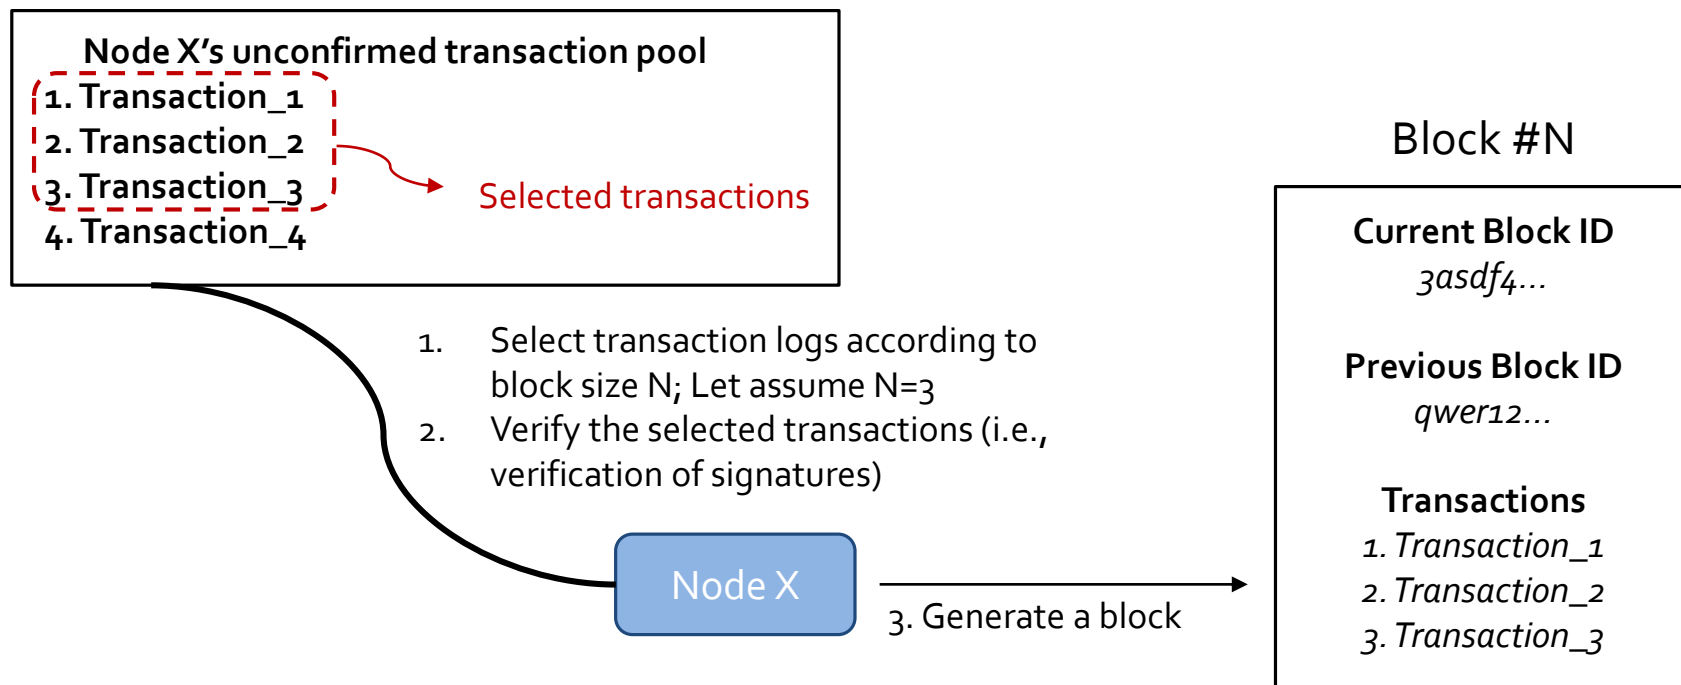 Node X's unconfirmed transaction pool
1. Transaction_1
2. Transaction_2
3. Transaction_3
4. Transaction_4
Selected transactions
1. Select transaction logs according to
block size N; Let assume N=3
2. Verify the selected transactions (i.e.,
verification of signatures)
Node X
3. Generate a block
Block #N
Current Block ID
3asdf4...
Previous Block ID
qwer12...
Transactions
1. Transaction_1
2. Transaction_2
3. Transaction_3